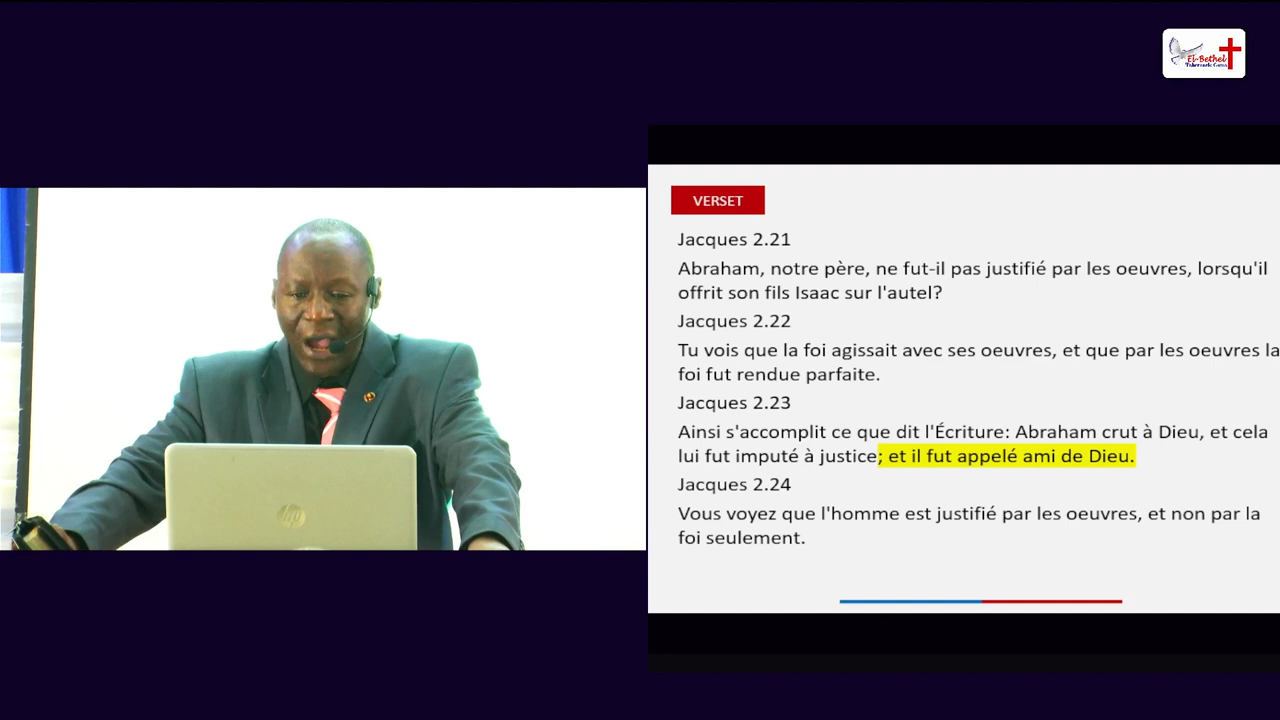 El-Bethel
VERSET
Jacques 2.21
Abraham, notre père, ne fut-il pas justifié par les oeuvres, lorsqu'il
offrit son fils Isaac sur l'autel?
Jacques 2.22
Tu vois que la foi agissait avec ses oeuvres, et que par les oeuvres la
foi fut rendue parfaite.
Jacques 2.23
Ainsi s'accomplit ce que dit l'Écriture: Abraham crut à Dieu, et cela
lui fut imputé à justice; et il fut appelé ami de Dieu.
Jacques 2.24
Vous voyez que l'homme est justifié par les oeuvres, et non par la
foi seulement.
hp